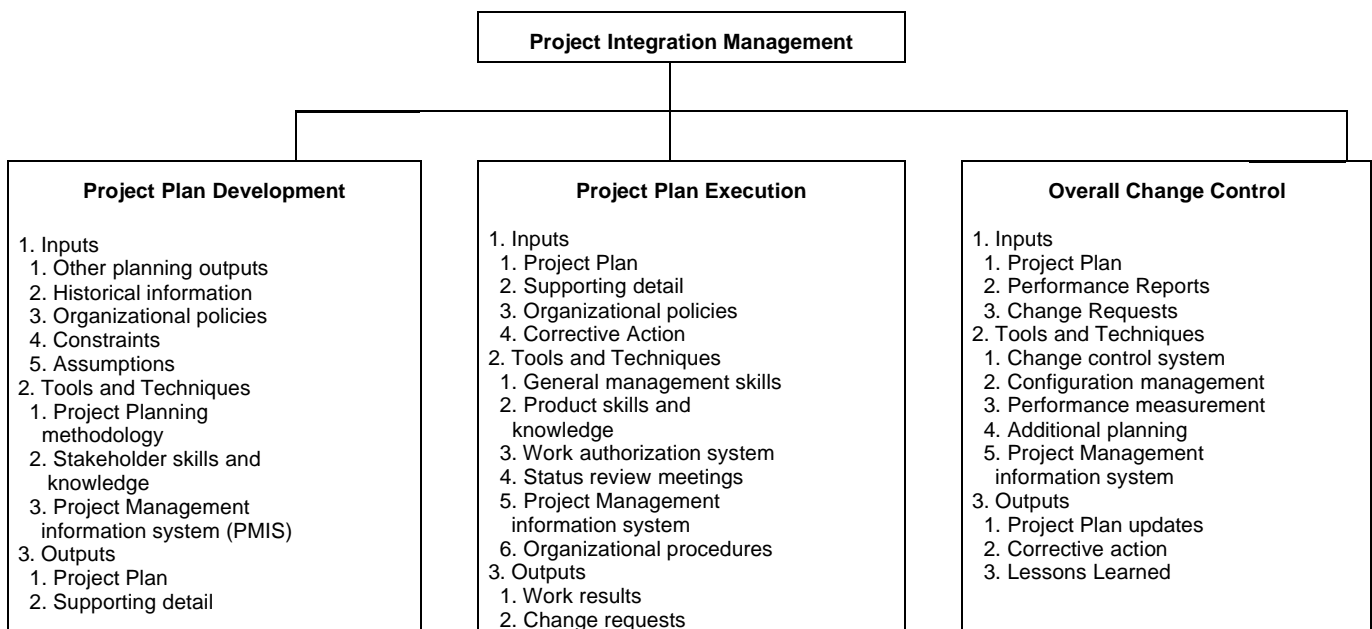 Project Integration Management
Project Plan Development
1. Inputs
1. Other planning outputs
2. Historical information
3. Organizational policies
4. Constraints
5. Assumptions
2. Tools and Techniques
1. Project Planning
methodology
2. Stakeholder skills and
knowledge
3. Project Management
information system (PMIS)
3. Outputs
1. Project Plan
2. Supporting detail
Project Plan Execution
1. Inputs
1. Project Plan
2. Supporting detail
3. Organizational policies
4. Corrective Action
2. Tools and Techniques
1. General management skills
2. Product skills and
knowledge
3. Work authorization system
4. Status review meetings
5. Project Management
information system
6. Organizational procedures
3. Outputs
1. Work results
2. Change requests
Overall Change Control
1. Inputs
1. Project Plan
2. Performance Reports
3. Change Requests
2. Tools and Techniques
1. Change control system
2. Configuration management
3. Performance measurement
4. Additional planning
5. Project Management
information system
3. Outputs
1. Project Plan updates
2. Corrective action
3. Lessons Learned